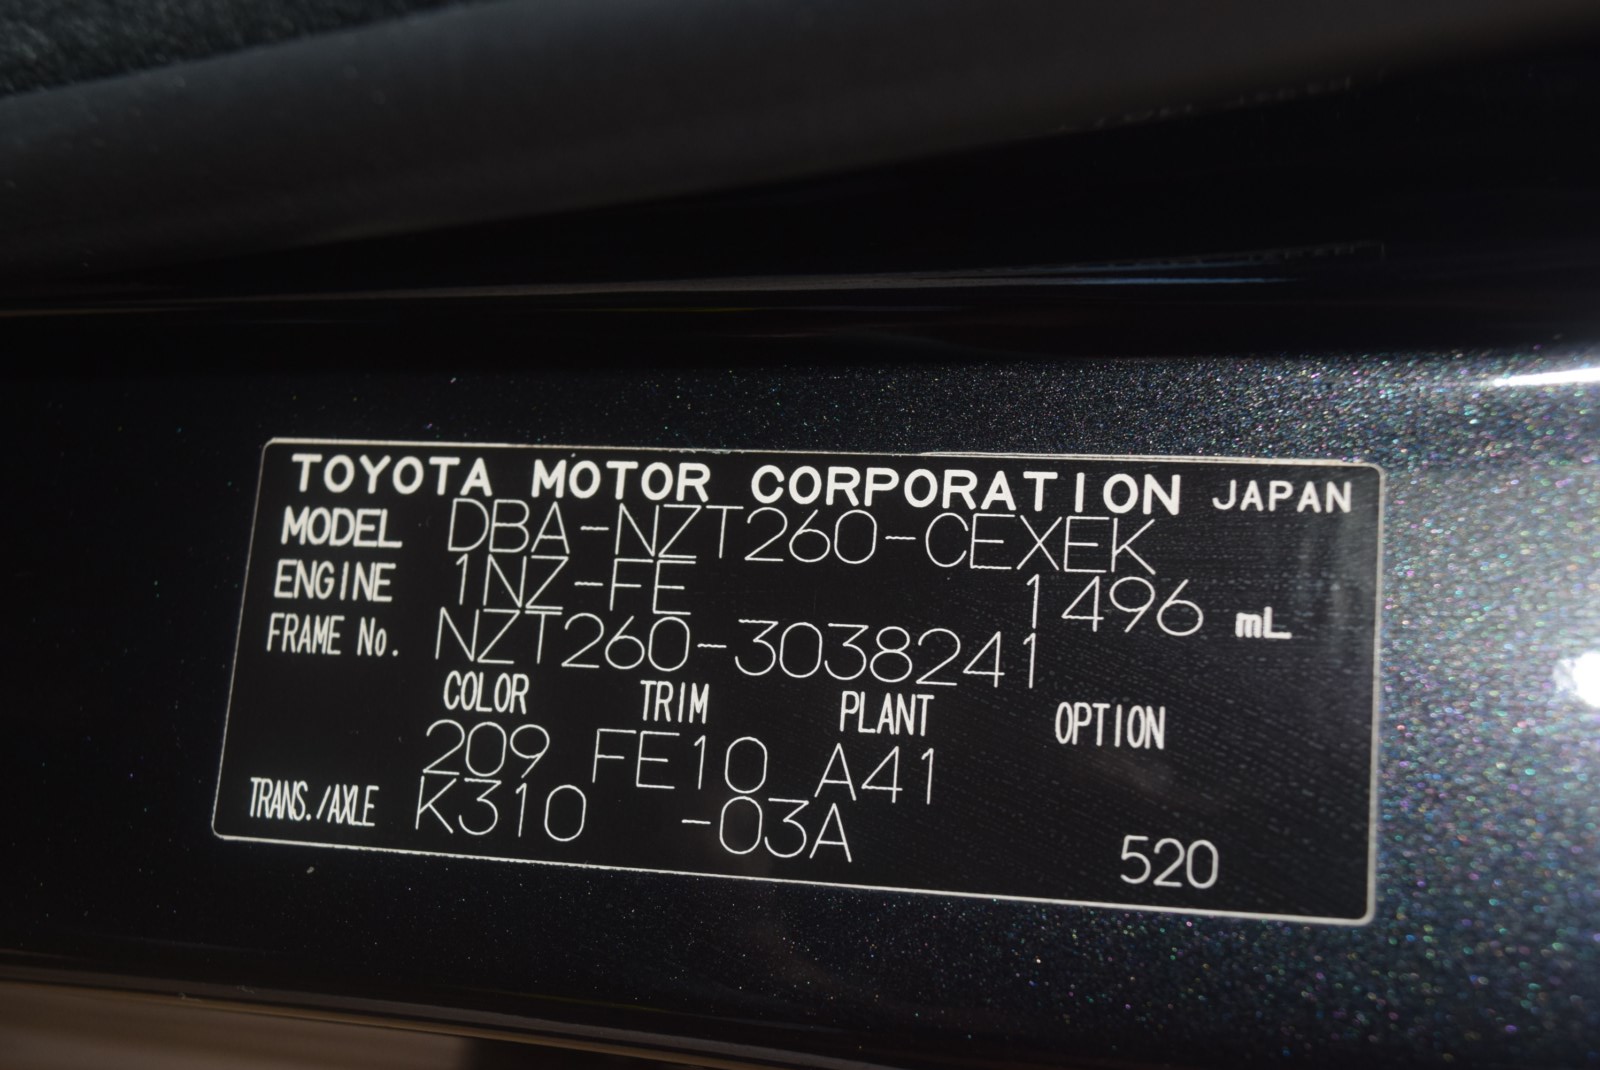 TOYOTA MOTOR CORPORATION JAPAN
MODEL DBA-NZT260-CEXEK
ENGINE 1NZ-FE 1496 mL
FRAME No. NZT260-3038241
COLOR TRIM PLANT OPTION
209 FE10 A41
TRANS./AXLE K310 -03A
520